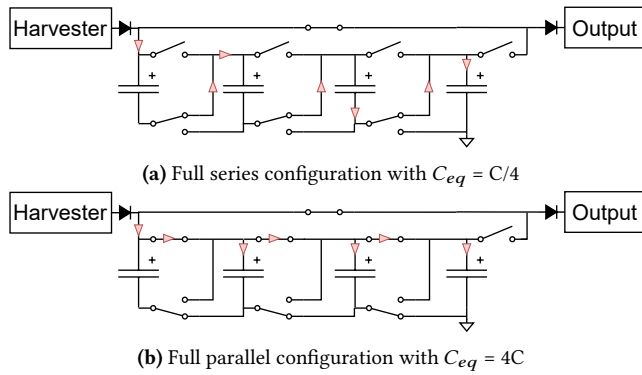 Harvester
Output
+
+
+
+
(a) Full series configuration with C_eq = C/4
Harvester
Output
+
+
+
+
(b) Full parallel configuration with C_eq = 4C